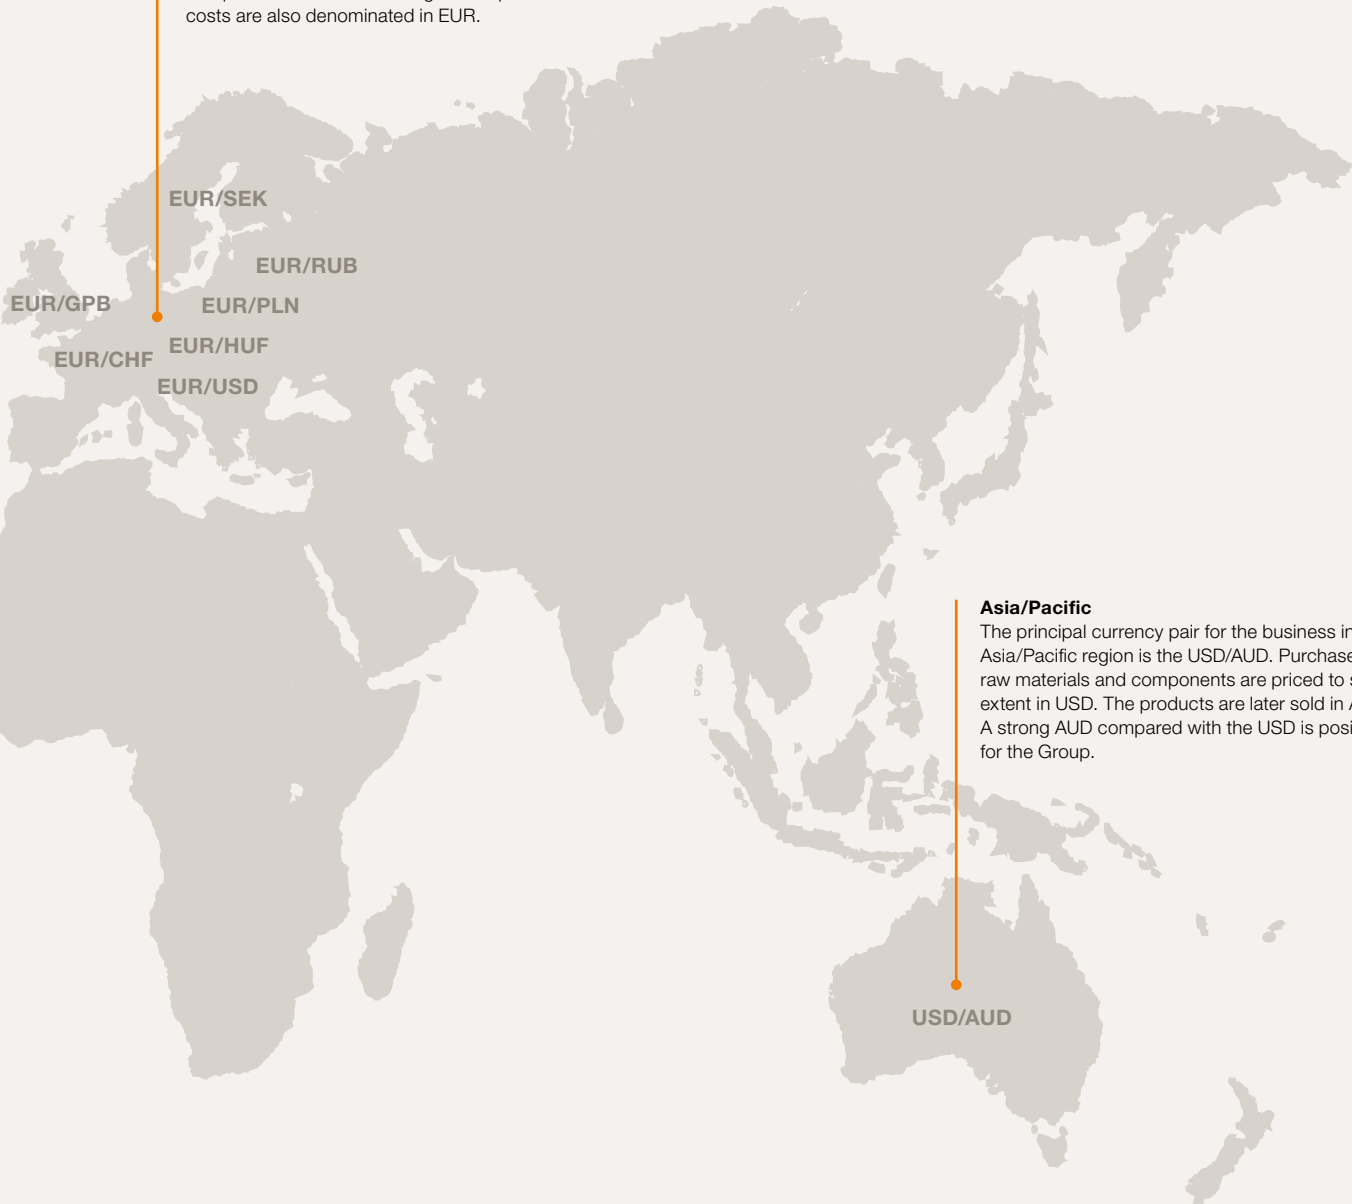 costs are also denominated in EUR.
EUR/SEK
EUR/RUB
EUR/GPB
EUR/PLN
EUR/HUF
EUR/CHF
EUR/USD
Asia/Pacific
The principal currency pair for the business in
Asia/Pacific region is the USD/AUD. Purchase
raw materials and components are priced to
extent in USD. The products are later sold in
A strong AUD compared with the USD is
for the Group.
USD/AUD